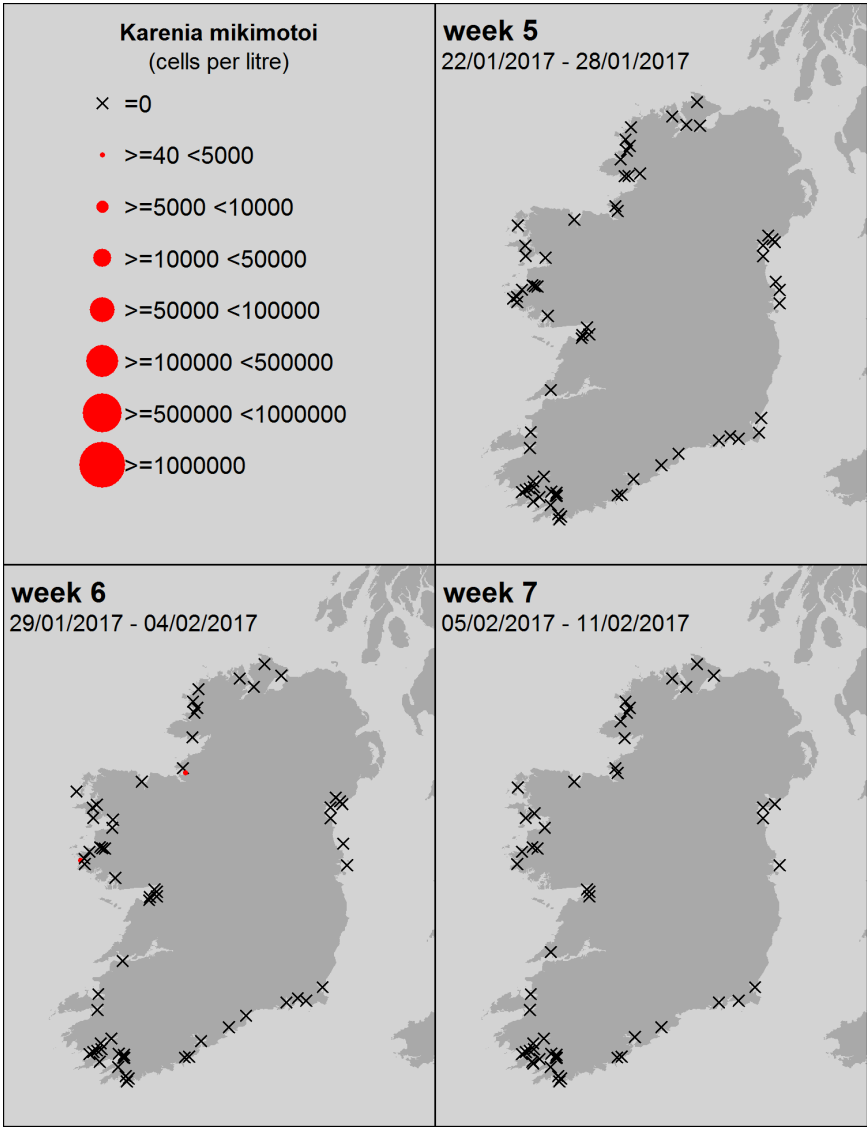 Karenia mikimotoi
(cells per litre)
=0
>=40 <5000
>=5000 <10000
>=10000 <50000
>=50000 <100000
>=100000 <500000
>=500000 <1000000
>=1000000
week 5
22/01/2017 - 28/01/2017
week 6
29/01/2017 - 04/02/2017
week 7
05/02/2017 - 11/02/2017